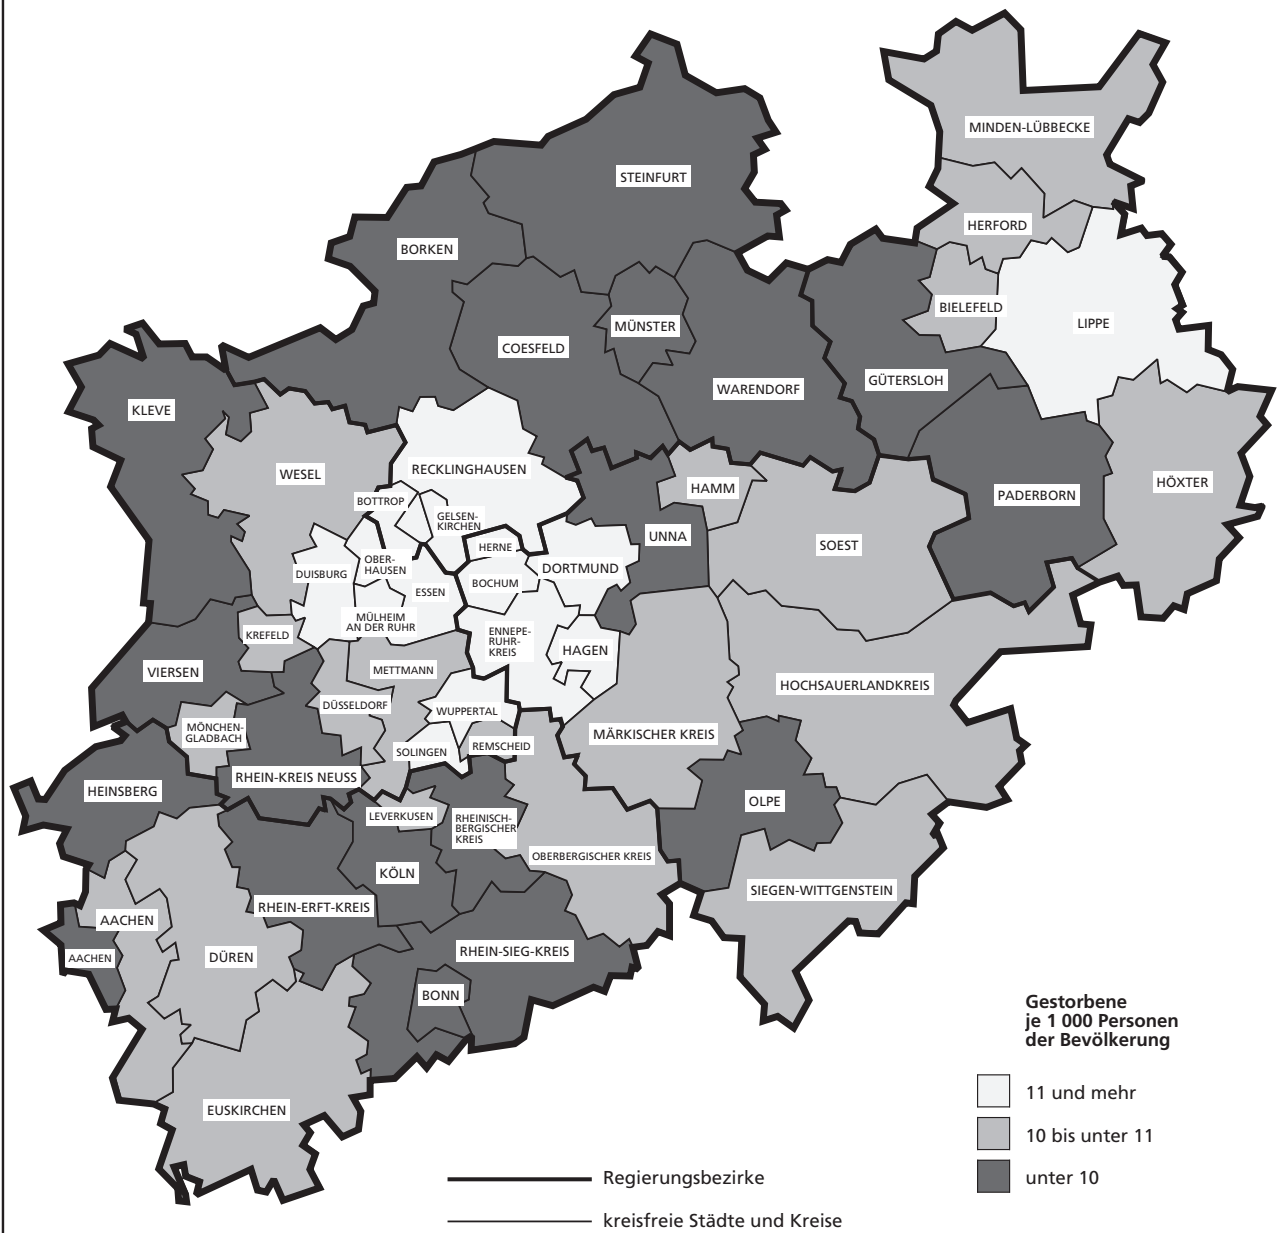 MINDEN-LÜBBECKE
STEINFURT
HERFORD
BORKEN
BIELEFELD
LIPPE
MÜNSTER
COESFELD
GÜTERSLOH
WARENDORF
KLEVE
RECKLINGHAUSEN
WESEL
HÖXTER
HAMM
PADERBORN
BOTTROP
GELSEN-
KIRCHEN
UNNA
SOEST
HERNE
OBER-
HAUSEN
DORTMUND
DUISBURG
BOCHUM
ESSEN
MÜLHEIM
AN DER RUHR
KREFELD
ENNEPE-
RUHR-
KREIS
HAGEN
METTMANN
VIERSEN
HOCHSAUERLANDKREIS
DÜSSELDORF
WUPPERTAL
MÖNCHEN-
GLADBACH
MÄRKISCHER KREIS
REMSCHEID
SOLINGEN
RHEIN-KREIS NEUSS
HEINSBERG
OLPE
LEVERKUSEN
RHEINISCH-
BERGISCHER
KREIS
OBERBERGISCHER KREIS
KÖLN
SIEGEN-WITTGENSTEIN
RHEIN-ERFT-KREIS
AACHEN
RHEIN-SIEG-KREIS
AACHEN
DÜREN
BONN
EUSKIRCHEN
Gestorbene
je 1 000 Personen
der Bevölkerung
11 und mehr
10 bis unter 11
unter 10
Regierungsbezirke
kreisfreie Städte und Kreise